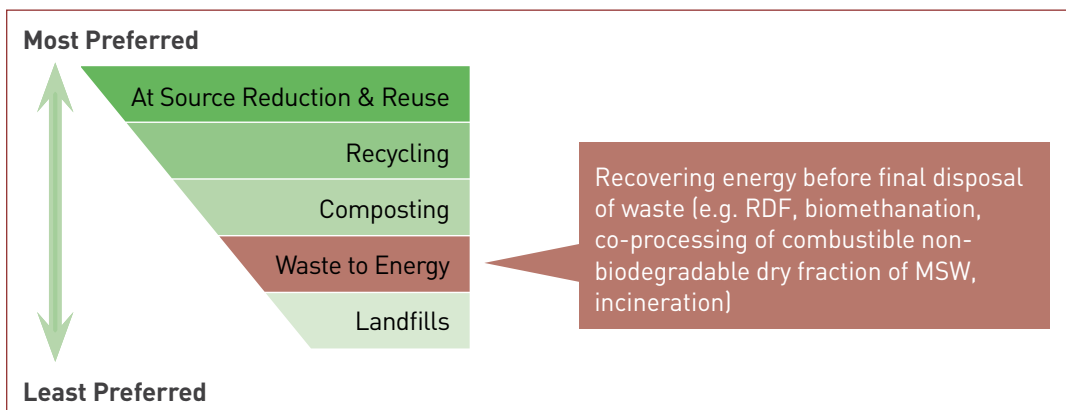 Most Preferred
At Source Reduction & Reuse
Recycling
Composting
Waste to Energy
Landfills
Least Preferred
Recovering energy before final disposal
of waste (e.g. RDF, biomethanation,
co-processing of combustible non-
biodegradable dry fraction of MSW,
incineration)